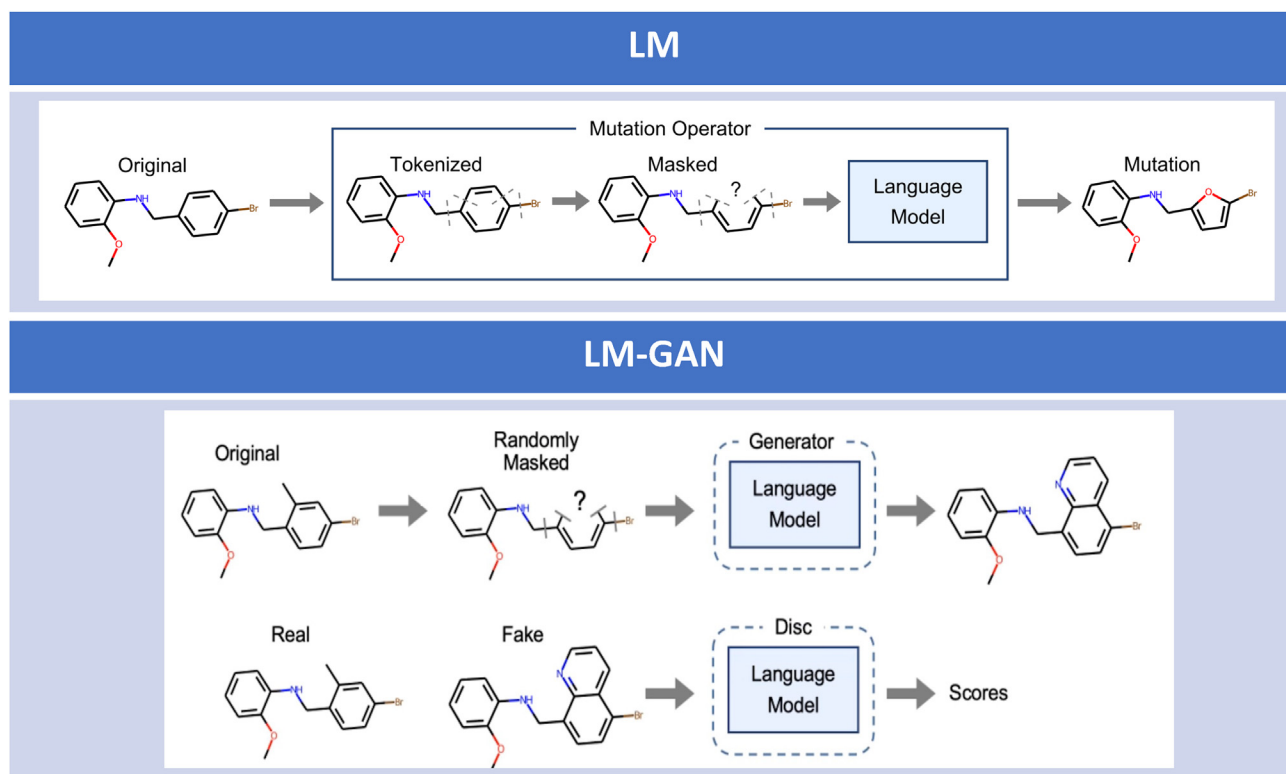 LM
Mutation Operator
Original
Tokenized
Masked
Mutation
NH
Br
O
NH
Br
O
NH
?
Br
O
Language
Model
NH
O
Br
O
LM-GAN
Original
Randomly
Masked
Generator
NH
Br
O
NH
?
Br
O
Language
Model
N
NH
Br
O
Real
Fake
Disc
NH
Br
O
N
NH
Br
O
Language
Model
Scores